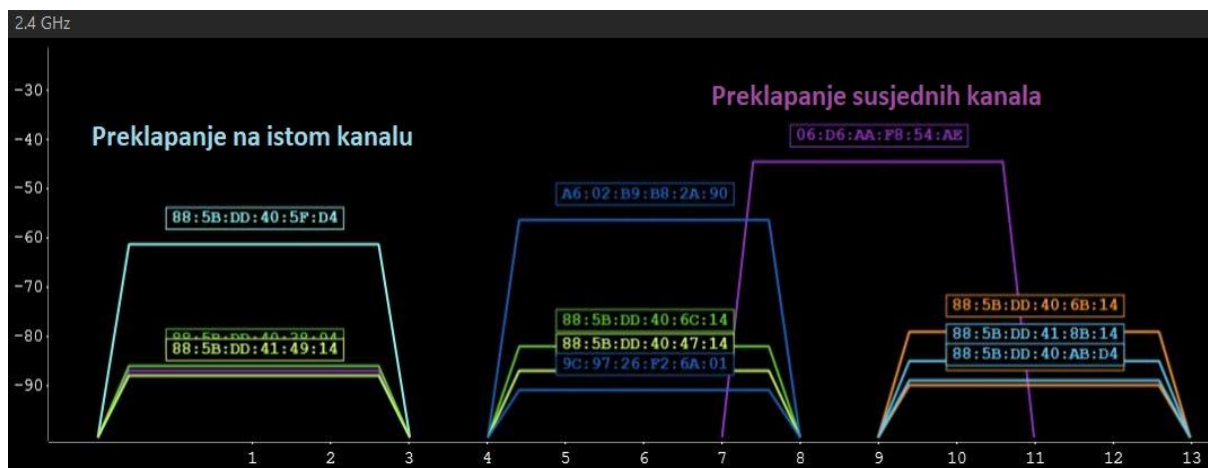 2.4 GHz
-30
Preklapanje susjednih kanala
-40
Preklapanje na istom kanalu
06:D6:AA:F8:54:AE
-50
A6:02:B9:B8:2A:90
88:5B:DD:40:5F:D4
-60
-70
88:5B:DD:40:6B:14
88:5B:DD:40:6C:14
-80
88:5B:DD:41:8B:14
88:5B:DD:41:49:14
88:5B:DD:40:47:14
88:5B:DD:40:AB:D4
9C:97:26:F2:6A:01
-90
1 2 3 4 5 6 7 8 9 10 11 12 13